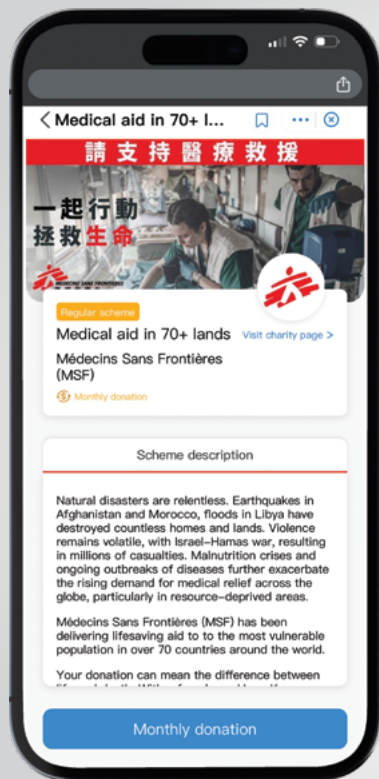 Medical aid in 70+ l...
請支持醫療救援
一起行動
拯救生命
MEDECINS SANS FRONTIERES
Regular scheme
Medical aid in 70+ lands
Visit charity page >
Médecins Sans Frontières
(MSF)
Monthly donation
Scheme description
Natural disasters are relentless. Earthquakes in
Afghanistan and Morocco, floods in Libya have
destroyed countless homes and lands. Violence
remains volatile, with Israel-Hamas war, resulting
in millions of casualties. Malnutrition crises and
ongoing outbreaks of diseases further exacerbate
the rising demand for medical relief across the
globe, particularly in resource-deprived areas.
Médecins Sans Frontières (MSF) has been
delivering lifesaving aid to to the most vulnerable
population in over 70 countries around the world.
Your donation can mean the difference between
Monthly donation